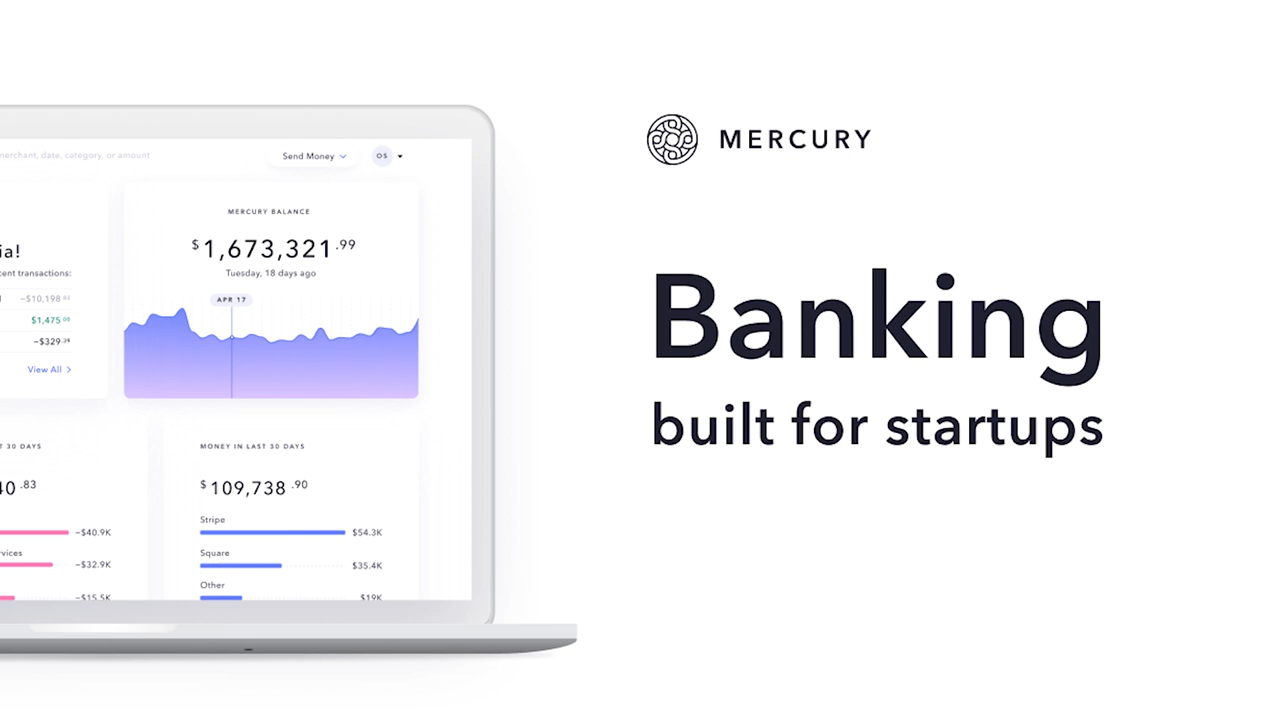 merchant, date, category, or amount
Send Money
OS
MERCURY BALANCE
$1,673,321.99
Tuesday, 18 days ago
APR 17
ia!
cent transactions:
−$10,198
$1,475.00
−$329.39
View All
T 30 DAYS
40.83
−$40.9K
rvices
−$32.9K
−$15.5K
MONEY IN LAST 30 DAYS
$109,738.90
Stripe
$54.3K
Square
$35.4K
Other
$19K
MERCURY
Banking
built for startups